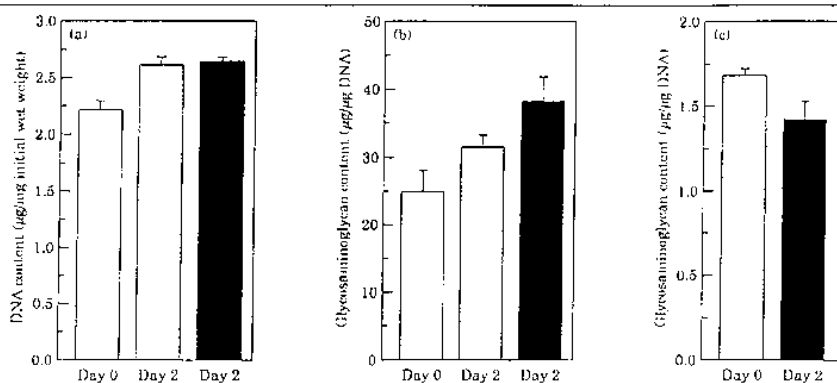 (a)
DNA content (µg/mg initial wet weight)
3.0
2.5
2.0
1.5
1.0
0.5
0.0
Day 0 Day 2 Day 2
(b)
Glycosaminoglycan content (µg/µg DNA)
50
40
30
20
10
0
Day 0 Day 2 Day 2
(c)
Glycosaminoglycan content (µg/µg DNA)
2.0
1.5
1.0
0.5
0.0
Day 0 Day 2